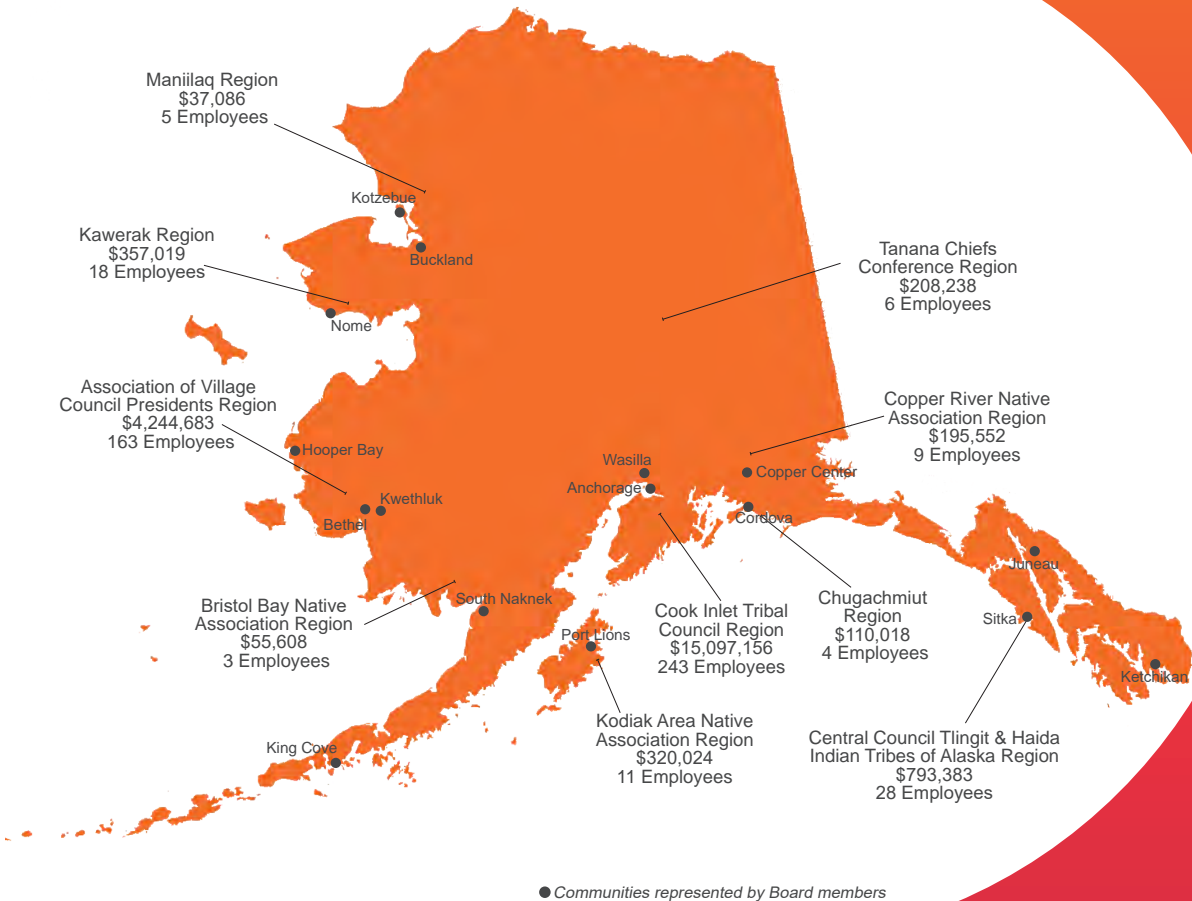 Maniilaq Region
$37,086
5 Employees
Kotzebue
Kawerak Region
$357,019
18 Employees
Buckland
Nome
Tanana Chiefs
Conference Region
$208,238
6 Employees
Association of Village
Council Presidents Region
$4,244,683
163 Employees
Hooper Bay
Kwethluk
Bethel
Copper River Native
Association Region
$195,552
9 Employees
Wasilla
Anchorage
Copper Center
Cordova
Juneau
Sitka
Ketchikan
Bristol Bay Native
Association Region
$55,608
3 Employees
South Naknek
Port Lions
Cook Inlet Tribal
Council Region
$15,097,156
243 Employees
Chugachmiut
Region
$110,018
4 Employees
Kodiak Area Native
Association Region
$320,024
11 Employees
King Cove
Central Council Tlingit & Haida
Indian Tribes of Alaska Region
$793,383
28 Employees
Communities represented by Board members